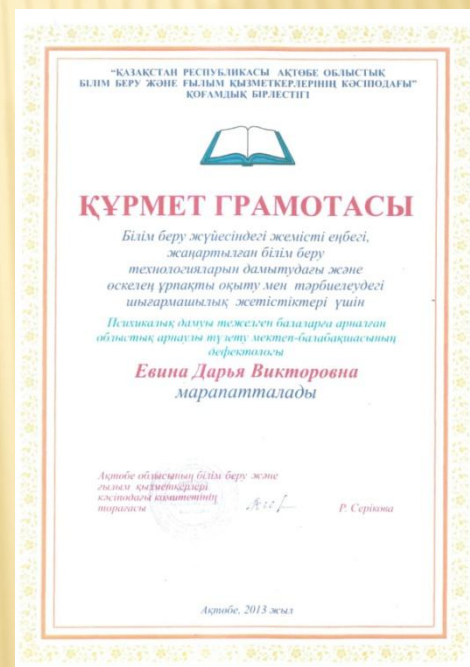 "ҚАЗАҚСТАН РЕСПУБЛИКАСЫ АҚТӨБЕ ОБЛЫСТЫҚ
БІЛІМ БЕРУ ЖӘНЕ ҒЫЛЫМ ҚЫЗМЕТКЕРЛЕРІНІҢ КӘСІПОДАҒЫ"
ҚОҒАМДЫҚ БІРЛЕСТІГІ
ҚҰРМЕТ ГРАМОТАСЫ
Білім беру жүйесіндегі жемісті еңбегі,
жаңартылған білім беру
технологияларын дамытудағы және
өскелең ұрпақты оқыту мен тәрбиелеудегі
шығармашылық жетістіктері үшін
Психикалық дамуы тежелген балаларға арналған
облыстық арнаулы түзету мектеп-балабақшасының
дефектологы
Евина Дарья Викторовна
марапатталады
Ақтөбе облысының білім беру және
ғылым қызметкерлері
кәсіподағы комитетінің
төрағасы
Р. Серікова
Ақтөбе, 2013 жыл